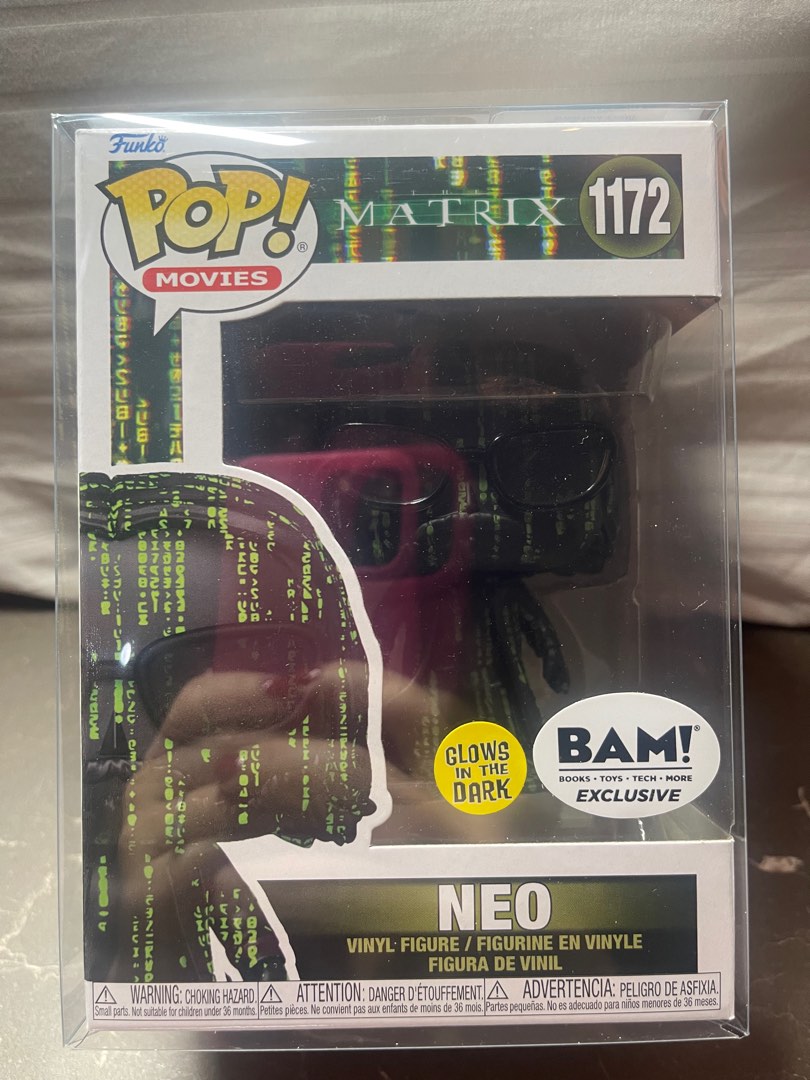 Funko
POP!
MOVIES
THE
MATRIX
1172
GLOWS
IN THE
DARK
BAM!
BOOKS • TOYS • TECH • MORE
EXCLUSIVE
NEO
VINYL FIGURE / FIGURINE EN VINYLE
FIGURA DE VINIL
WARNING: CHOKING HAZARD.
Small parts. Not suitable for children under 36 months.
ATTENTION: DANGER D'ÉTOUFFEMENT.
Petites pièces. Ne convient pas aux enfants de moins de 36 mois.
ADVERTENCIA: PELIGRO DE ASFIXIA.
Partes pequeñas. No es adecuado para niños menores de 36 meses.